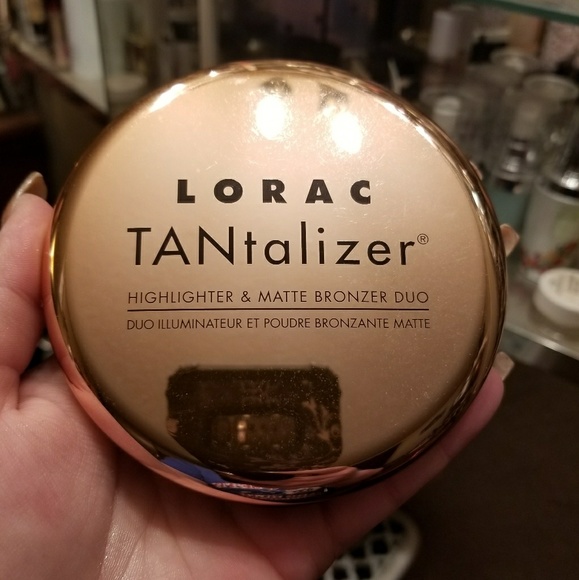 LORAC
TANtalizer®
HIGHLIGHTER & MATTE BRONZER DUO
DUO ILLUMINATEUR ET POUDRE BRONZANTE MATTE